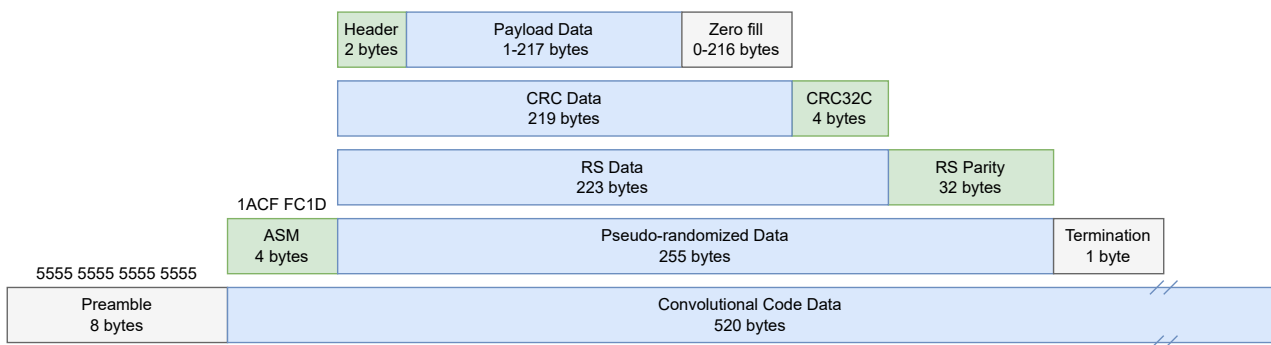 Header
2 bytes
Payload Data
1-217 bytes
Zero fill
0-216 bytes
CRC Data
219 bytes
CRC32C
4 bytes
RS Data
223 bytes
RS Parity
32 bytes
1ACF FC1D
ASM
4 bytes
Pseudo-randomized Data
255 bytes
Termination
1 byte
5555 5555 5555 5555
Preamble
8 bytes
Convolutional Code Data
520 bytes